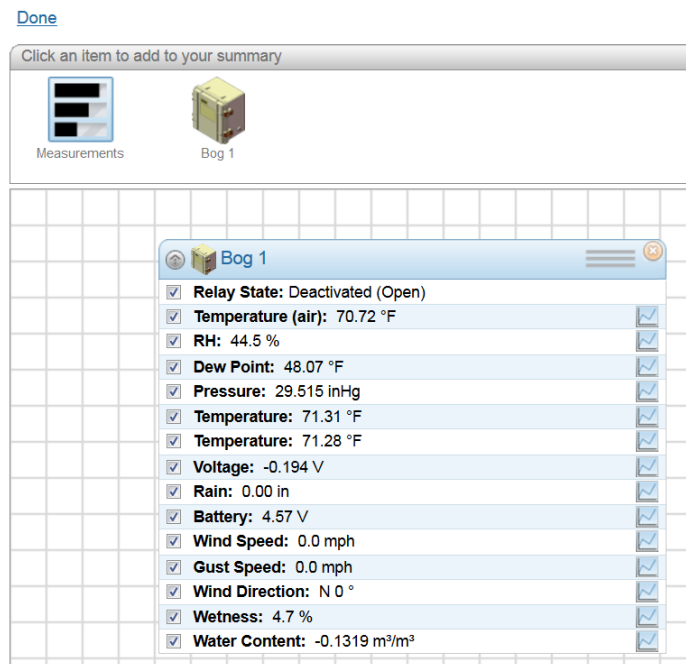 Done
Click an item to add to your summary
Measurements
Bog 1
Bog 1
Relay State: Deactivated (Open)
Temperature (air): 70.72 °F
RH: 44.5 %
Dew Point: 48.07 °F
Pressure: 29.515 inHg
Temperature: 71.31 °F
Temperature: 71.28 °F
Voltage: -0.194 V
Rain: 0.00 in
Battery: 4.57 V
Wind Speed: 0.0 mph
Gust Speed: 0.0 mph
Wind Direction: N 0 °
Wetness: 4.7 %
Water Content: -0.1319 m³/m³